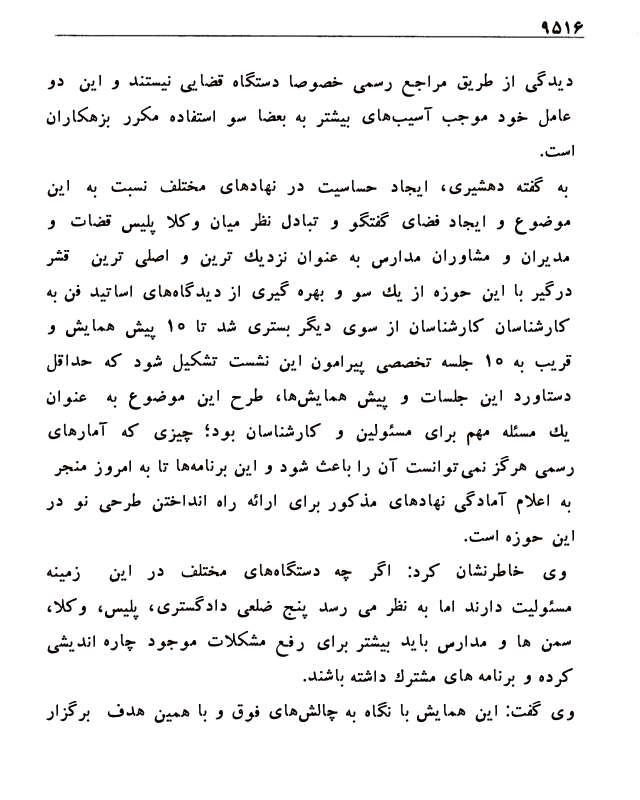 ۹۵۱۶
دیدگی از طریق مراجع رسمی خصوصا دستگاه قضایی نیستند و این دو
عامل خود موجب آسیب‌های بیشتر به بعضا سو استفاده مکرر بزهکاران
است.
به گفته دهشیری، ایجاد حساسیت در نهادهای مختلف نسبت به این
موضوع و ایجاد فضای گفتگو و تبادل نظر میان وکلا پلیس قضات و
مدیران و مشاوران مدارس به عنوان نزدیك ترین و اصلی ترین قشر
درگیر با این حوزه از یك سو و بهره گیری از دیدگاه‌های اساتید فن به
کارشناسان کارشناسان از سوی دیگر بستری شد تا ۱۰ پیش همایش و
قریب به ۱۰ جلسه تخصصی پیرامون این نشست تشکیل شود که حداقل
دستاورد این جلسات و پیش همایش‌ها، طرح این موضوع به عنوان
یك مسئله مهم برای مسئولین و کارشناسان بود؛ چیزی که آمارهای
رسمی هرگز نمی‌توانست آن را باعث شود و این برنامه‌ها تا به امروز منجر
به اعلام آمادگی نهادهای مذکور برای ارائه راه انداختن طرحی نو در
این حوزه است.
وی خاطرنشان کرد: اگر چه دستگاه‌های مختلف در این زمینه
مسئولیت دارند اما به نظر می رسد پنج ضلعی دادگستری، پلیس، وکلا،
سمن ها و مدارس باید بیشتر برای رفع مشکلات موجود چاره اندیشی
کرده و برنامه های مشترك داشته باشند.
وی گفت: این همایش با نگاه به چالش‌های فوق و با همین هدف برگزار